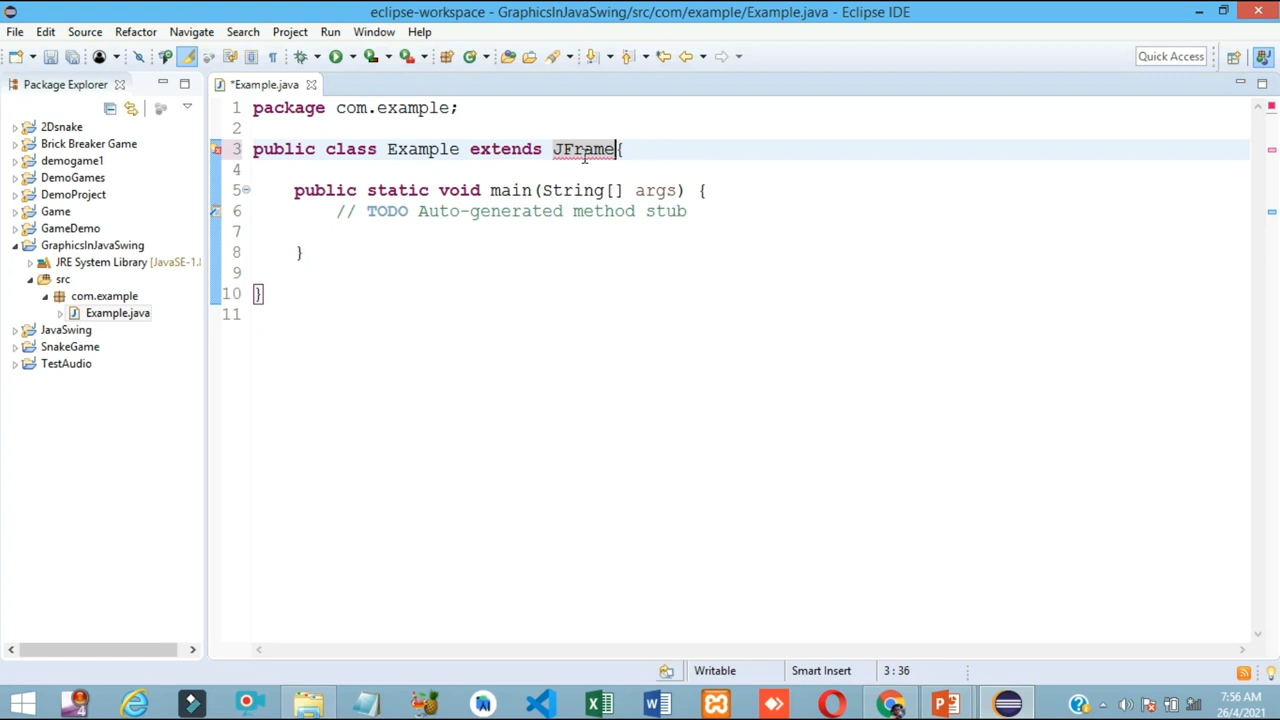 eclipse-workspace - GraphicsInJavaSwing/src/com/example/Example.java - Eclipse IDE
File Edit Source Refactor Navigate Search Project Run Window Help
Quick Access
Package Explorer
*Example.java
2Dsnake
Brick Breaker Game
demogame1
DemoGames
DemoProject
Game
GameDemo
GraphicsInJavaSwing
JRE System Library [JavaSE-1.8
src
com.example
Example.java
JavaSwing
SnakeGame
TestAudio
1 package com.example;
2
3 public class Example extends JFrame{
4
5 public static void main(String[] args) {
6 // TODO Auto-generated method stub
7
8 }
9
10 }
11
Writable Smart Insert 3 : 36
7:56 AM
26/4/2021